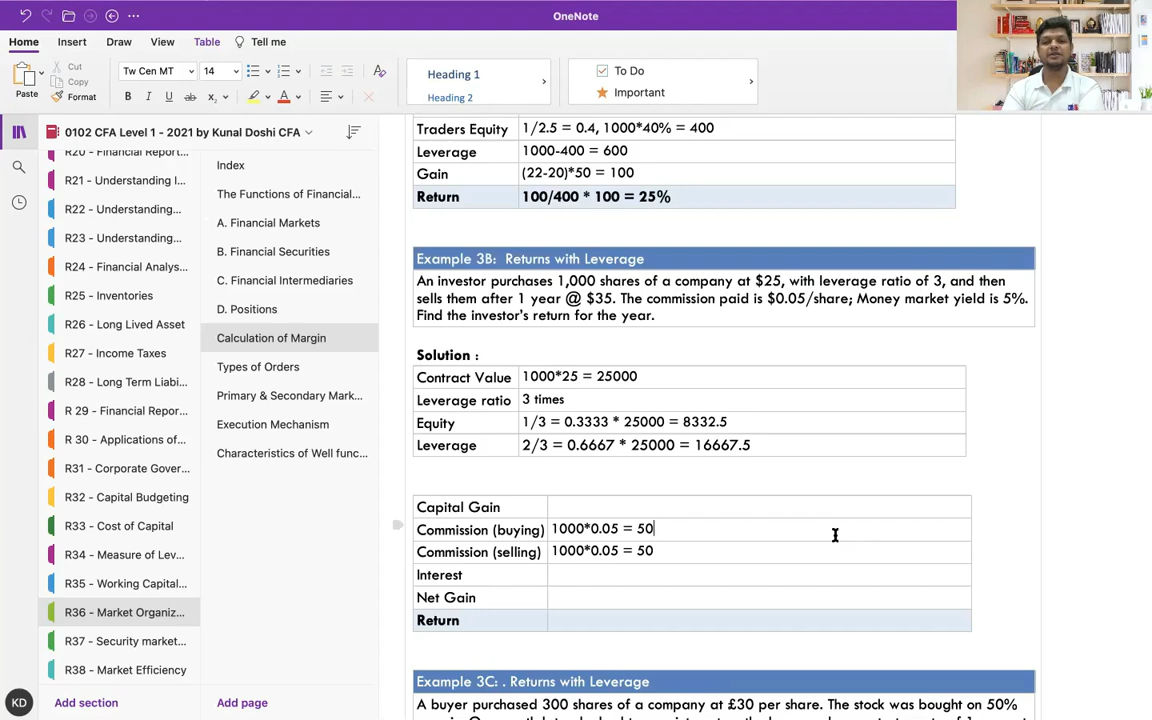 OneNote
Home Insert Draw View Table Tell me
Paste
Cut
Copy
Format
Tw Cen MT 14
B I U ab x₂ A
Heading 1
Heading 2
To Do
Important
0102 CFA Level 1 - 2021 by Kunal Doshi CFA
R20 - Financial Report...
R21 - Understanding I...
R22 - Understanding...
R23 - Understanding...
R24 - Financial Analys...
R25 - Inventories
R26 - Long Lived Asset
R27 - Income Taxes
R28 - Long Term Liabi...
R 29 - Financial Repor...
R 30 - Applications of...
R31 - Corporate Gover...
R32 - Capital Budgeting
R33 - Cost of Capital
R34 - Measure of Lev...
R35 - Working Capital...
R36 - Market Organiz...
R37 - Security market...
R38 - Market Efficiency
Add section
KD
Index
The Functions of Financial...
A. Financial Markets
B. Financial Securities
C. Financial Intermediaries
D. Positions
Calculation of Margin
Types of Orders
Primary & Secondary Mark...
Execution Mechanism
Characteristics of Well func...
Add page
Traders Equity 1/2.5 = 0.4, 1000*40% = 400
Leverage 1000-400 = 600
Gain (22-20)*50 = 100
Return 100/400 * 100 = 25%
Example 3B: Returns with Leverage
An investor purchases 1,000 shares of a company at $25, with leverage ratio of 3, and then
sells them after 1 year @ $35. The commission paid is $0.05/share; Money market yield is 5%.
Find the investor's return for the year.
Solution :
Contract Value 1000*25 = 25000
Leverage ratio 3 times
Equity 1/3 = 0.3333 * 25000 = 8332.5
Leverage 2/3 = 0.6667 * 25000 = 16667.5
Capital Gain
Commission (buying) 1000*0.05 = 50
Commission (selling) 1000*0.05 = 50
Interest
Net Gain
Return
Example 3C: . Returns with Leverage
A buyer purchased 300 shares of a company at £30 per share. The stock was bought on 50%